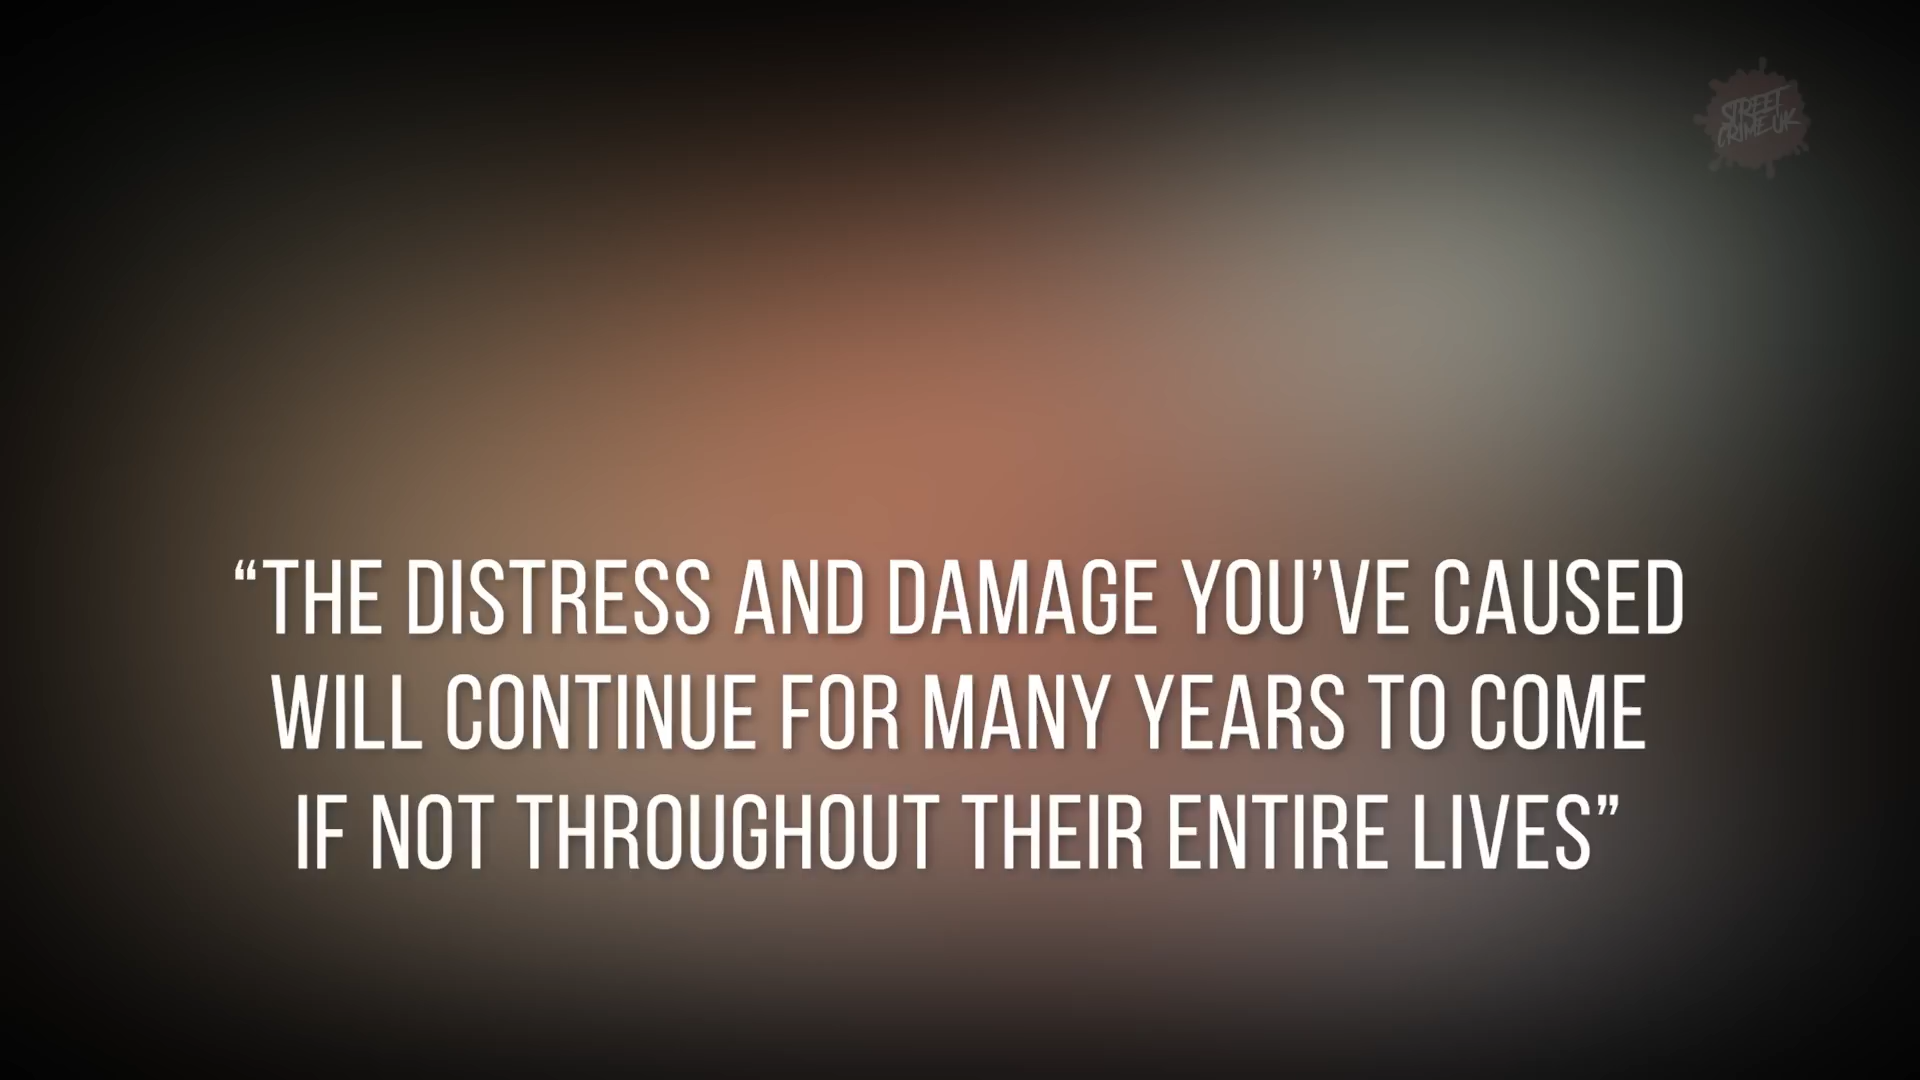 STREET
CRIME UK
“THE DISTRESS AND DAMAGE YOU’VE CAUSED
WILL CONTINUE FOR MANY YEARS TO COME
IF NOT THROUGHOUT THEIR ENTIRE LIVES”